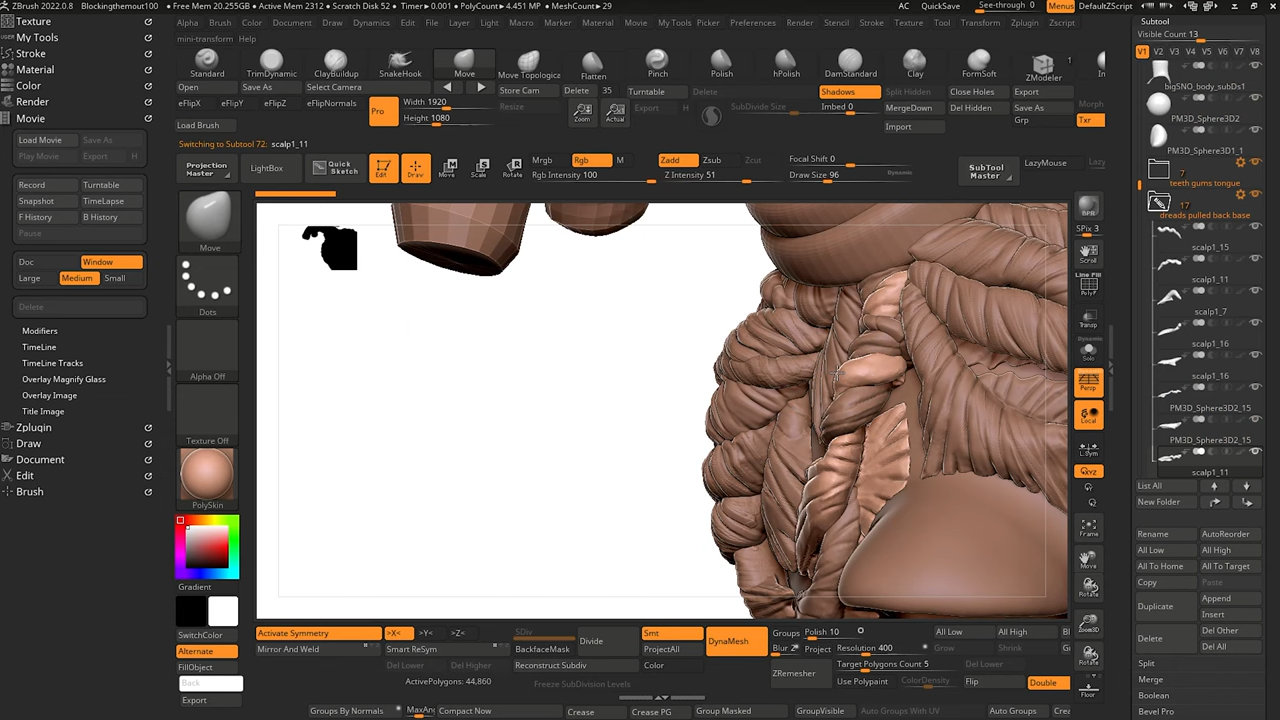 ZBrush 2022.0.8 Blockingthemout100 • Free Mem 20.255GB • Active Mem 2312 • Scratch Disk 52 • Timer▸0.001 • PolyCount▸4.451 MP • MeshCount▸29 AC QuickSave See-through 0 Menus DefaultZScript
Alpha Brush Color Document Draw Dynamics Edit File Layer Light Macro Marker Material Movie My Tools Picker Preferences Render Stencil Stroke Texture Tool Transform Zplugin Zscript
mini-transform Help
Texture
My Tools
Stroke
Material
Color
Render
Movie
Load Movie Save As
Play Movie Export H
Record Turntable
Snapshot TimeLapse
F History B History
Pause
Doc Window
Large Medium Small
Delete
Modifiers
TimeLine
TimeLine Tracks
Overlay Magnify Glass
Overlay Image
Title Image
Zplugin
Draw
Document
Edit
Brush
Standard TrimDynamic ClayBuildup SnakeHook Move Move Topologic Flatten Pinch Polish hPolish DamStandard Clay FormSoft ZModeler 1
Open Save As Select Camera Store Cam Delete 35 Turntable Delete Shadows Split Hidden Close Holes Export
eFlipX eFlipY eFlipZ eFlipNormals Pro Width 1920 Resize Zoom Actual Export H SubDivide Size Imbed 0 MergeDown Del Hidden Save As Morph
Height 1080 Grp Txr
Load Brush Import
Switching to Subtool 72: scalp1_11
Projection Master LightBox Quick Sketch Edit Draw Move Scale Rotate
Mrgb Rgb M Zadd Zsub Zcut Focal Shift 0
Rgb Intensity 100 Z Intensity 51 Draw Size 96 Dynamic
SubTool Master LazyMouse Lazy
Move
Dots
Alpha Off
Texture Off
PolySkin
Gradient
SwitchColor
Alternate
FillObject
Back
Export
BPR
SPix 3
Scroll
Line Fill
PolyF
Transp
Dynamic
Solo
Persp
Local
L.Sym
XYZ
Frame
Move
Rotate
Zoom3D
Rotate
Floor
Subtool
Visible Count 13
V1 V2 V3 V4 V5 V6 V7 V8
bigSNO_body_subDs1
PM3D_Sphere3D2
PM3D_Sphere3D1_1
7
teeth gums tongue
17
dreads pulled back base
scalp1_15
scalp1_11
scalp1_7
scalp1_16
scalp1_16
PM3D_Sphere3D2_15
PM3D_Sphere3D2_15
scalp1_11
List All
New Folder
Rename AutoReorder
All Low All High
All To Home All To Target
Copy Paste
Duplicate Append
Insert
Delete Del Other
Del All
Split
Merge
Boolean
Bevel Pro
Activate Symmetry >X< >Y< >Z< SDiv Divide Smt DynaMesh Groups Polish 10 All Low All High
Mirror And Weld Smart ReSym BackfaceMask ProjectAll Blur 2 Project Resolution 400 Grow Shrink
Del Lower Del Higher Reconstruct Subdiv Color ZRemesher Target Polygons Count 5 Del Lower
ActivePolygons: 44,860 Freeze SubDivision Levels Use Polypaint ColorDensity Flip Double
Groups By Normals MaxAng Compact Now Crease Crease PG Group Masked GroupVisible Auto Groups With UV Auto Groups